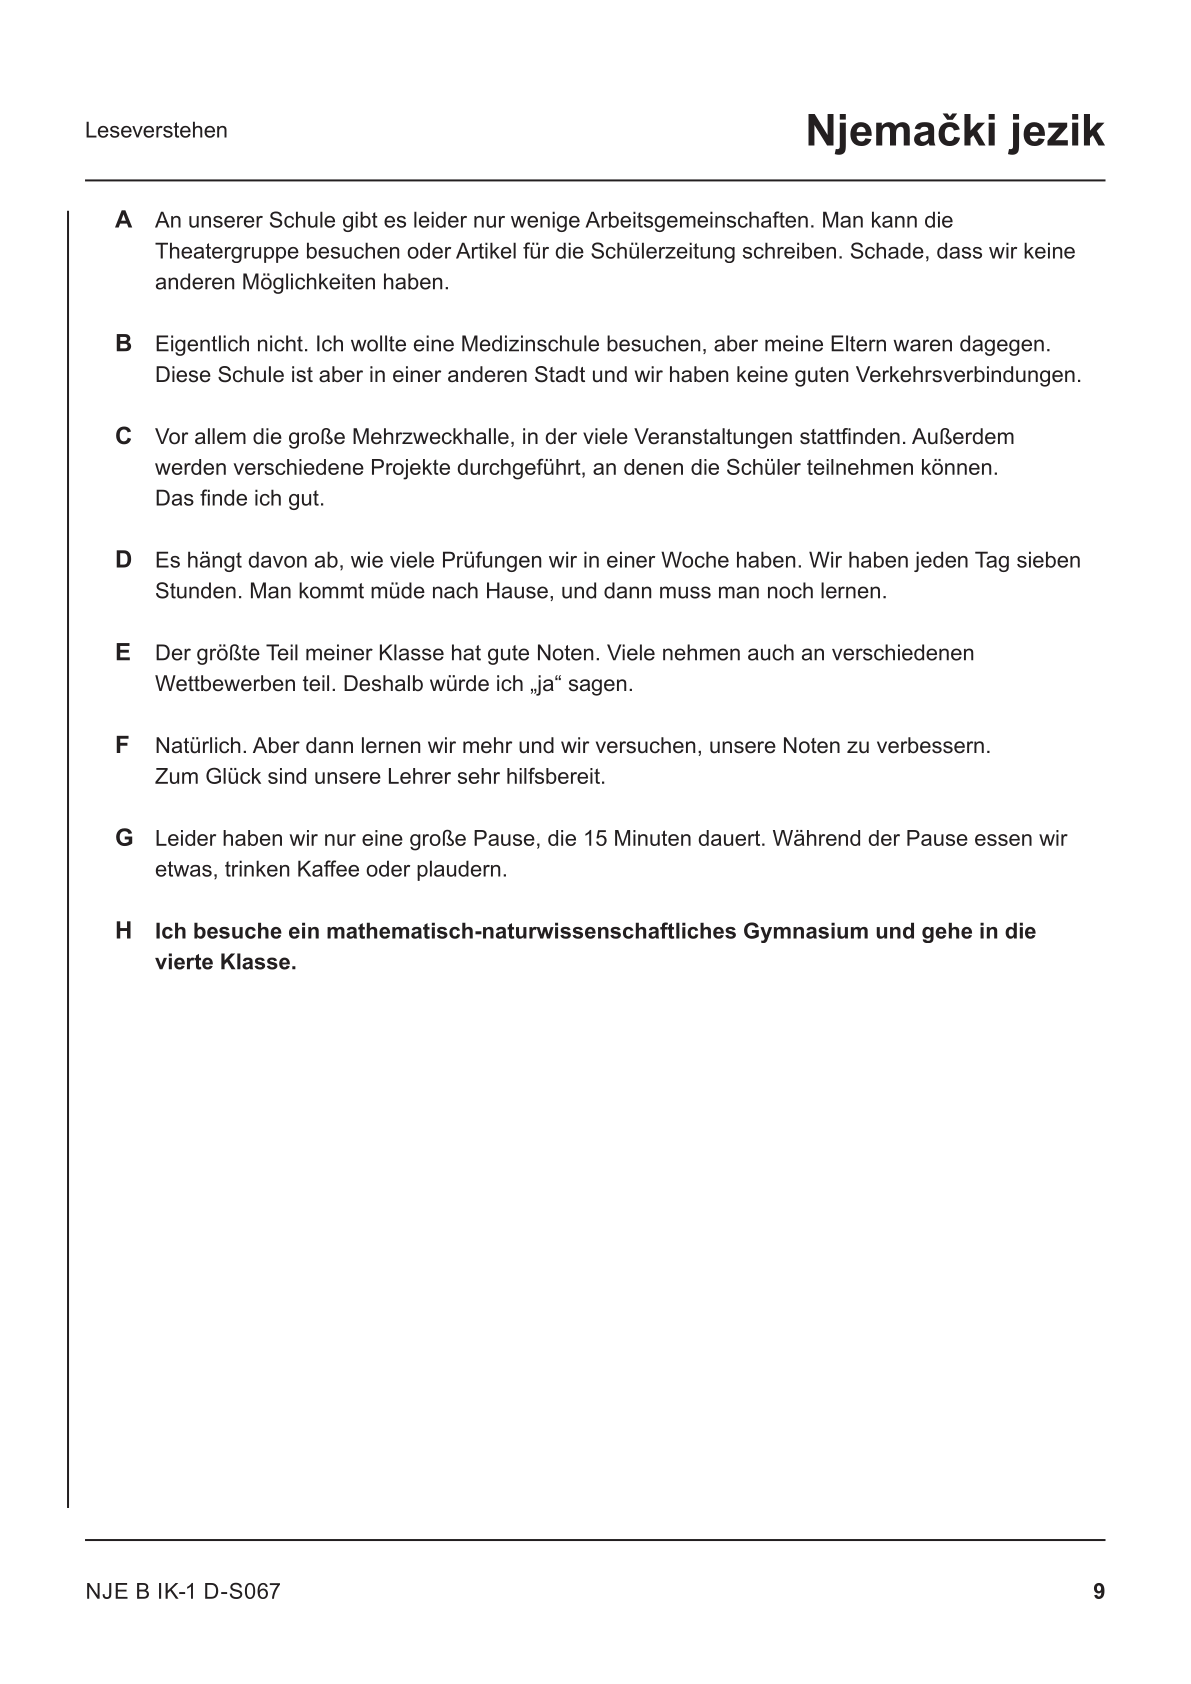 Leseverstehen
Njemački jezik
A An unserer Schule gibt es leider nur wenige Arbeitsgemeinschaften. Man kann die
Theatergruppe besuchen oder Artikel für die Schülerzeitung schreiben. Schade, dass wir keine
anderen Möglichkeiten haben.
B Eigentlich nicht. Ich wollte eine Medizinschule besuchen, aber meine Eltern waren dagegen.
Diese Schule ist aber in einer anderen Stadt und wir haben keine guten Verkehrsverbindungen.
C Vor allem die große Mehrzweckhalle, in der viele Veranstaltungen stattfinden. Außerdem
werden verschiedene Projekte durchgeführt, an denen die Schüler teilnehmen können.
Das finde ich gut.
D Es hängt davon ab, wie viele Prüfungen wir in einer Woche haben. Wir haben jeden Tag sieben
Stunden. Man kommt müde nach Hause, und dann muss man noch lernen.
E Der größte Teil meiner Klasse hat gute Noten. Viele nehmen auch an verschiedenen
Wettbewerben teil. Deshalb würde ich „ja“ sagen.
F Natürlich. Aber dann lernen wir mehr und wir versuchen, unsere Noten zu verbessern.
Zum Glück sind unsere Lehrer sehr hilfsbereit.
G Leider haben wir nur eine große Pause, die 15 Minuten dauert. Während der Pause essen wir
etwas, trinken Kaffee oder plaudern.
H Ich besuche ein mathematisch-naturwissenschaftliches Gymnasium und gehe in die
vierte Klasse.
NJE B IK-1 D-S067
9